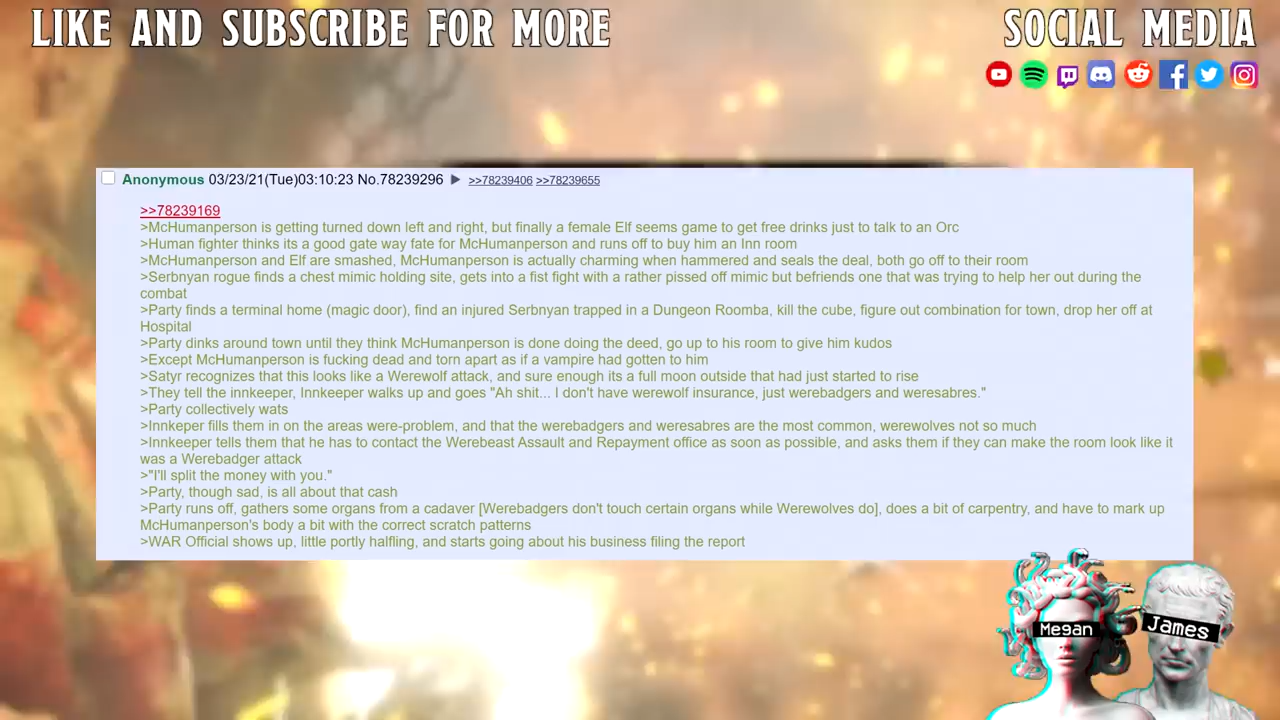 LIKE AND SUBSCRIBE FOR MORE
SOCIAL MEDIA
Anonymous 03/23/21(Tue)03:10:23 No.78239296 ▶ >>78239406 >>78239655
>>78239169
>McHumanperson is getting turned down left and right, but finally a female Elf seems game to get free drinks just to talk to an Orc
>Human fighter thinks its a good gate way fate for McHumanperson and runs off to buy him an Inn room
>McHumanperson and Elf are smashed, McHumanperson is actually charming when hammered and seals the deal, both go off to their room
>Serbnyan rogue finds a chest mimic holding site, gets into a fist fight with a rather pissed off mimic but befriends one that was trying to help her out during the
combat
>Party finds a terminal home (magic door), find an injured Serbnyan trapped in a Dungeon Roomba, kill the cube, figure out combination for town, drop her off at
Hospital
>Party dinks around town until they think McHumanperson is done doing the deed, go up to his room to give him kudos
>Except McHumanperson is fucking dead and torn apart as if a vampire had gotten to him
>Satyr recognizes that this looks like a Werewolf attack, and sure enough its a full moon outside that had just started to rise
>They tell the innkeeper, Innkeeper walks up and goes "Ah shit... I don't have werewolf insurance, just werebadgers and weresabres."
>Party collectively wats
>Innkeper fills them in on the areas were-problem, and that the werebadgers and weresabres are the most common, werewolves not so much
>Innkeeper tells them that he has to contact the Werebeast Assault and Repayment office as soon as possible, and asks them if they can make the room look like it
was a Werebadger attack
>"I'll split the money with you."
>Party, though sad, is all about that cash
>Party runs off, gathers some organs from a cadaver [Werebadgers don't touch certain organs while Werewolves do], does a bit of carpentry, and have to mark up
McHumanperson's body a bit with the correct scratch patterns
>WAR Official shows up, little portly halfling, and starts going about his business filing the report
Megan
James